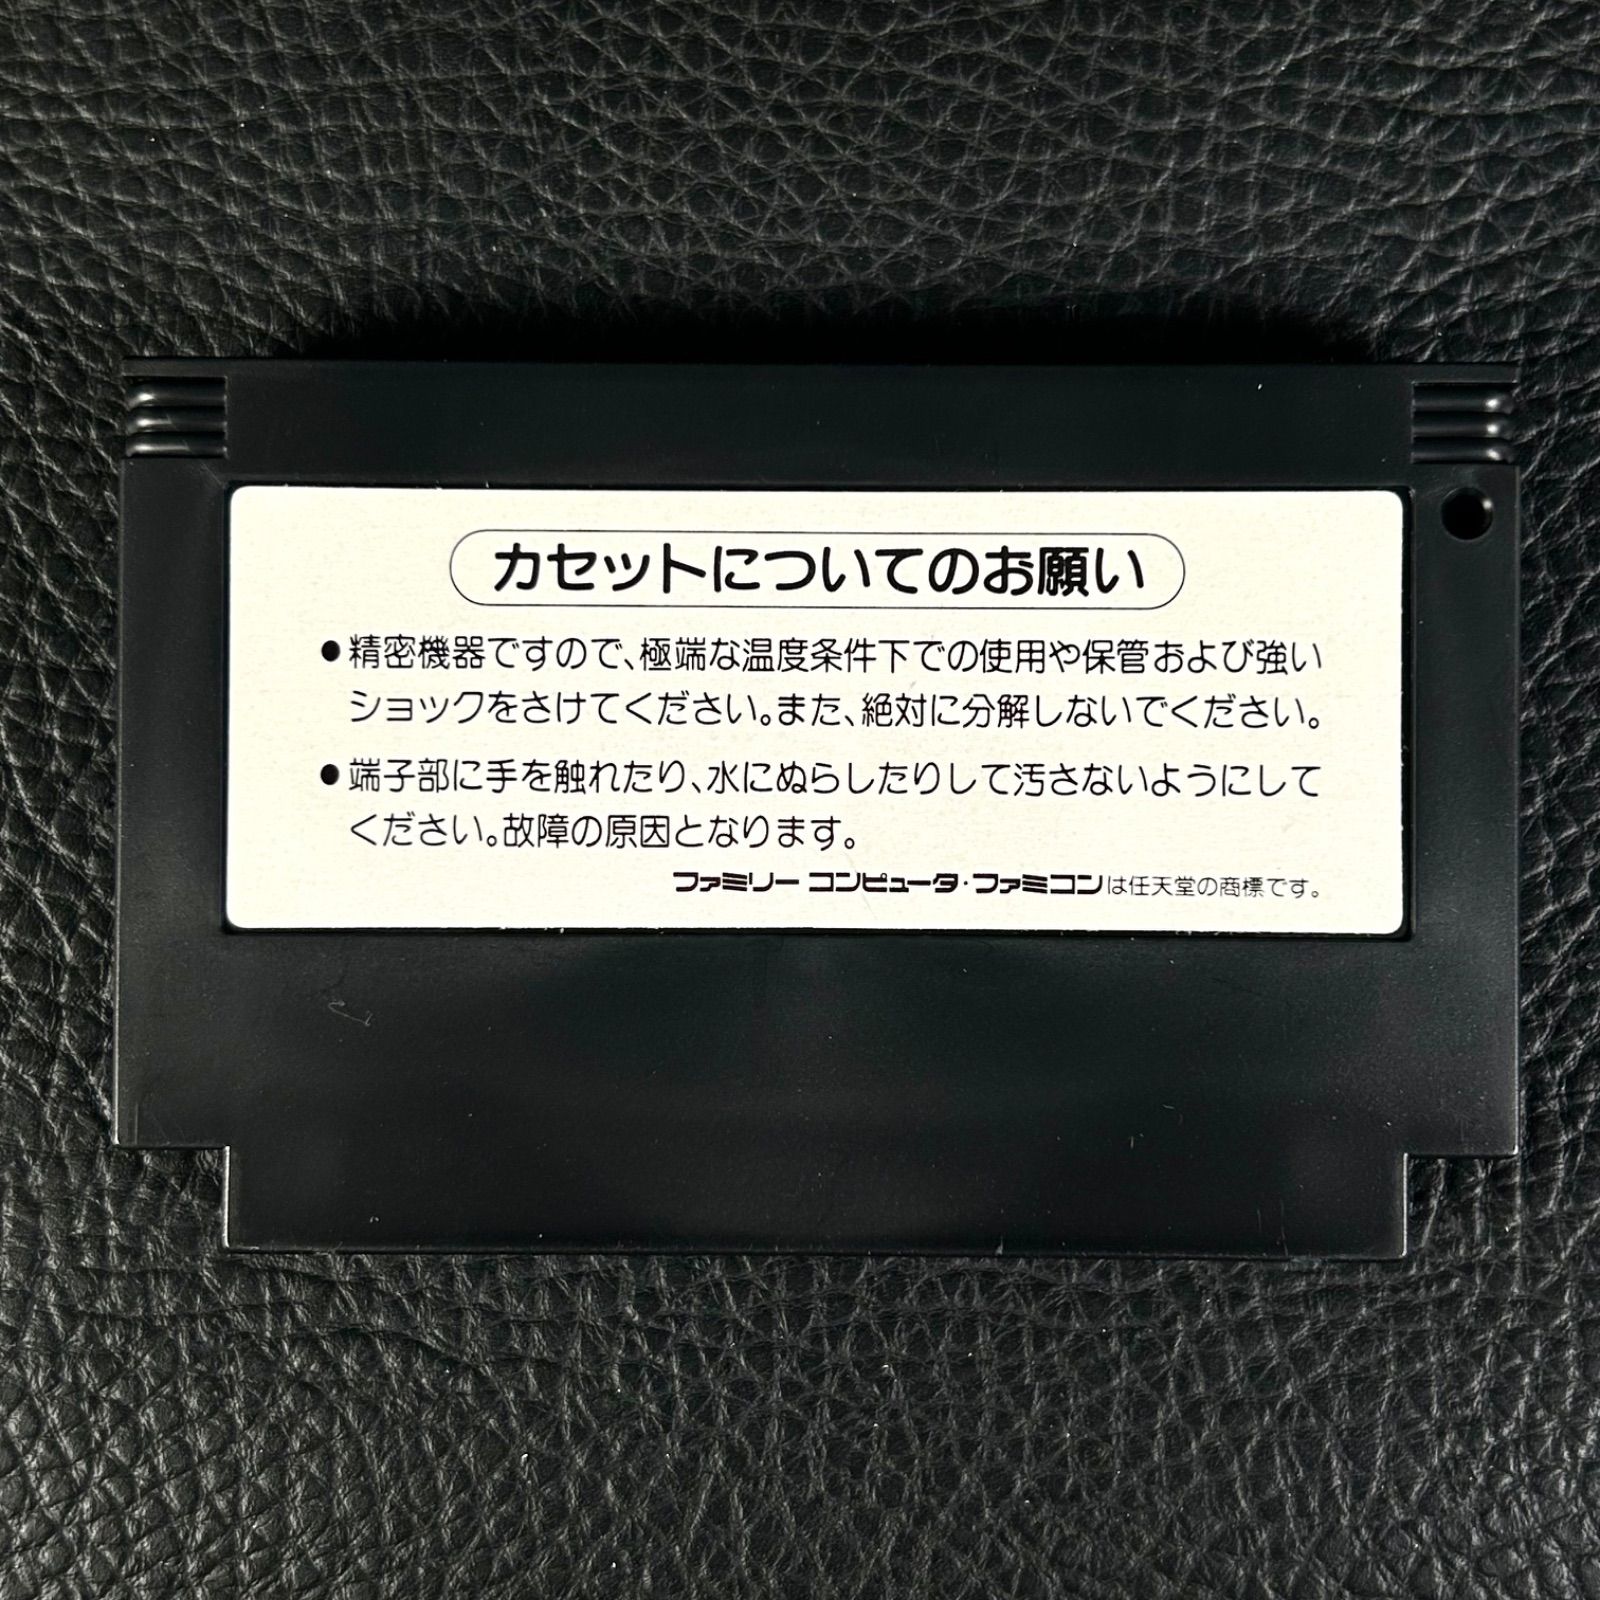 カセットについてのお願い
●精密機器ですので、極端な温度条件下での使用や保管および強い
ショックをさけてください。また、絶対に分解しないでください。
●端子部に手を触れたり、水にぬらしたりして汚さないようにして
ください。故障の原因となります。
ファミリー コンピュータ・ファミコンは任天堂の商標です。